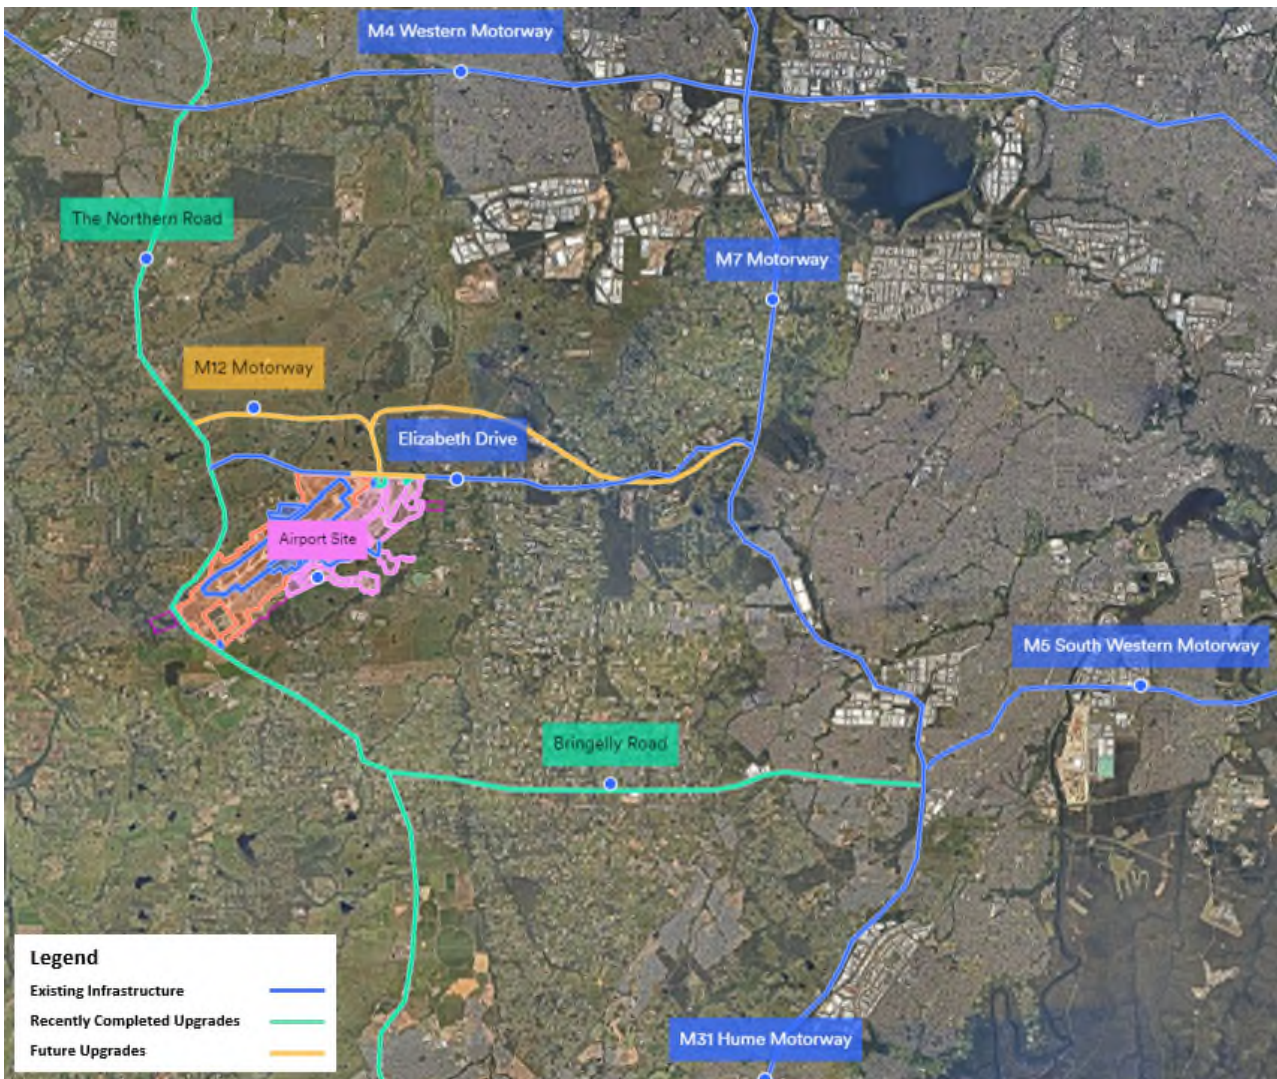 M4 Western Motorway
The Northern Road
M7 Motorway
M12 Motorway
Elizabeth Drive
Airport Site
M5 South Western Motorway
Bringelly Road
M31 Hume Motorway
Legend
Existing Infrastructure
Recently Completed Upgrades
Future Upgrades